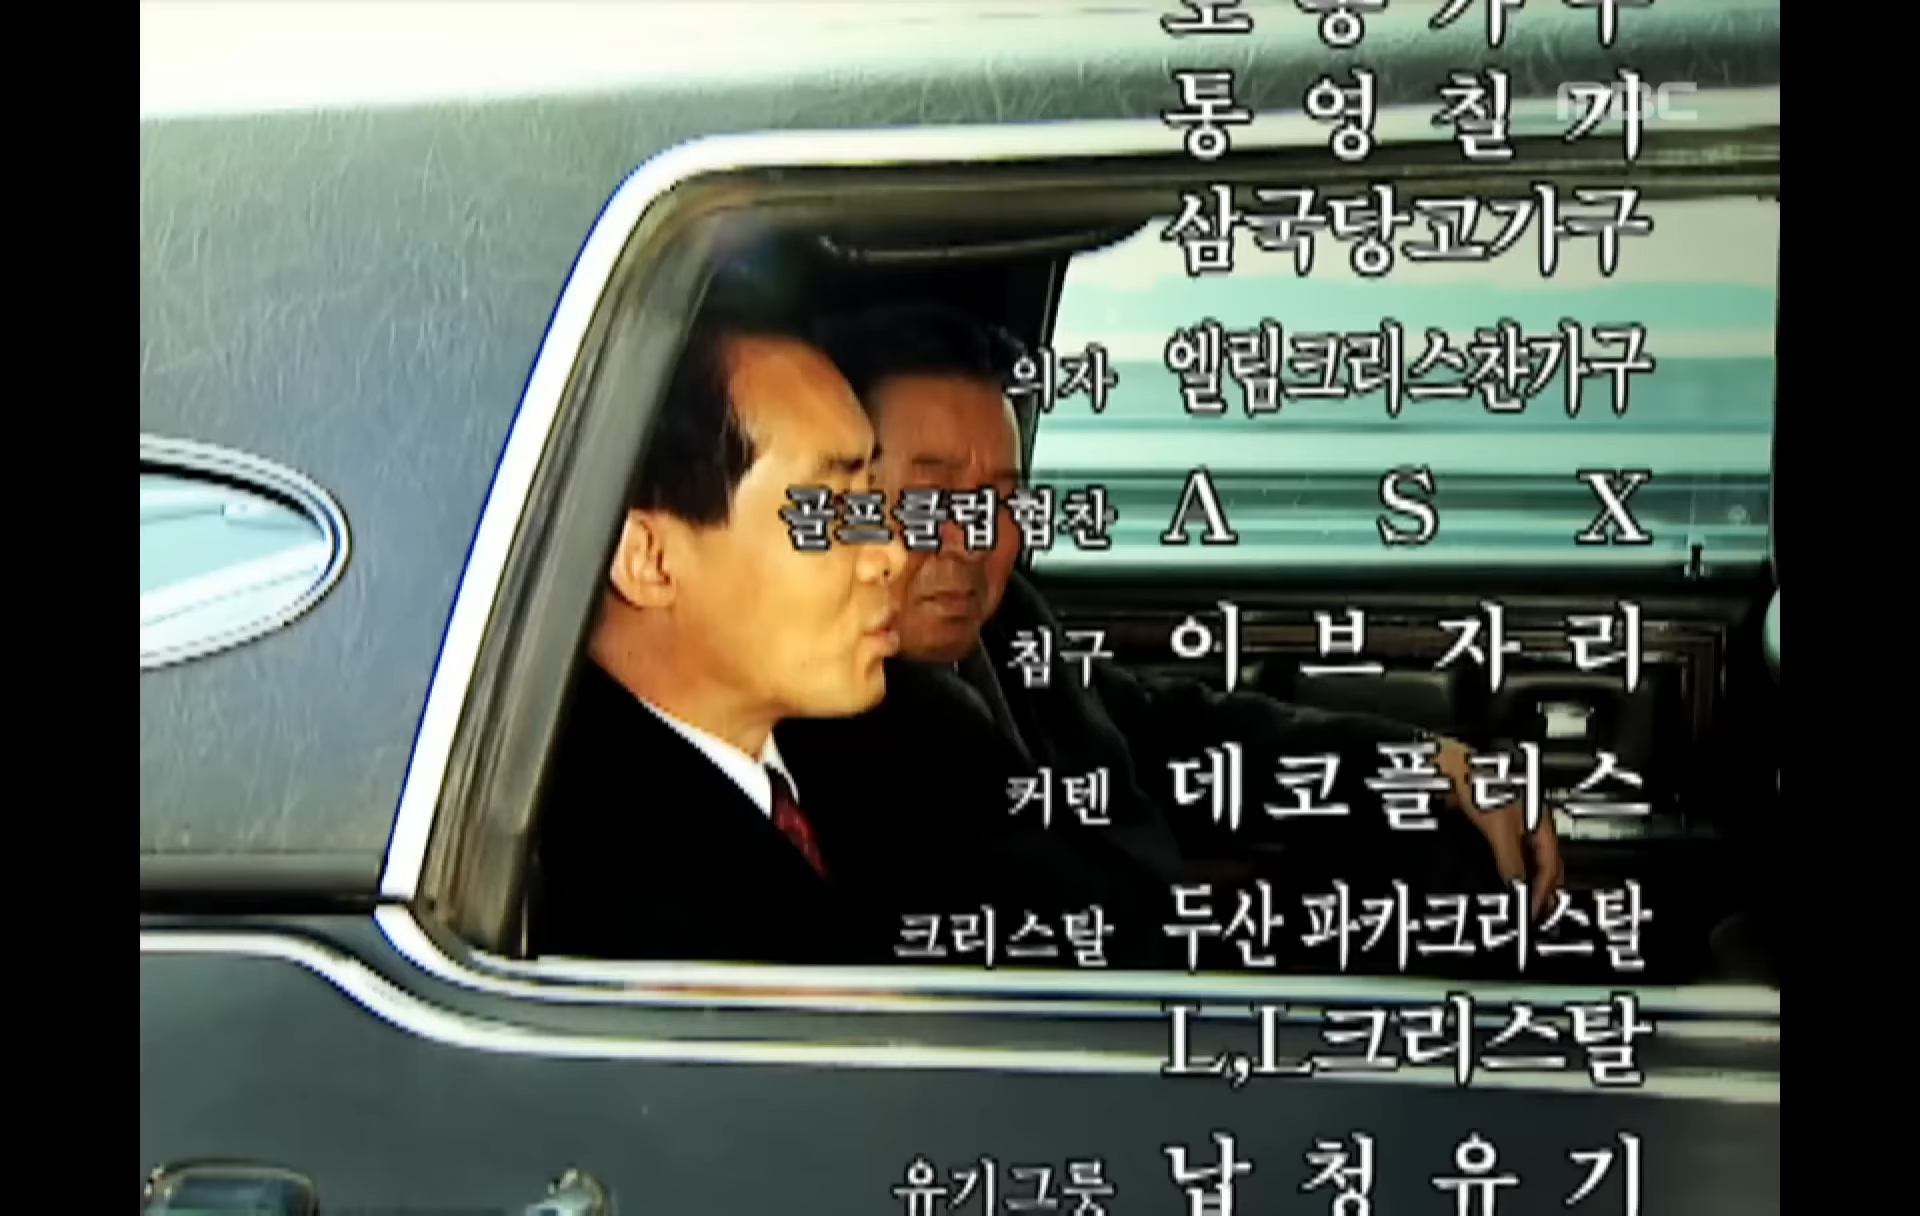 통영칠기
MBC
삼국당고가구
의자 엘림크리스챤가구
골프클럽협찬 A S X
침구 이브자리
커텐 데코플러스
크리스탈 두산 파카크리스탈
L,L크리스탈
유기그릇 납청유기